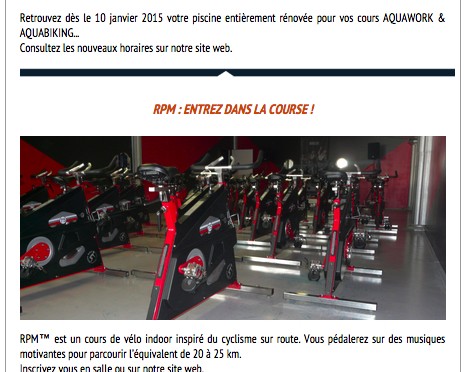 Retrouvez dès le 10 janvier 2015 votre piscine entièrement rénovée pour vos cours AQUAWORK &
AQUABIKING...
Consultez les nouveaux horaires sur notre site web.
RPM : ENTREZ DANS LA COURSE !
RPM™ est un cours de vélo indoor inspiré du cyclisme sur route. Vous pédalerez sur des musiques
motivantes pour parcourir l'équivalent de 20 à 25 km.
Inscrivez vous en salle ou sur notre site web.